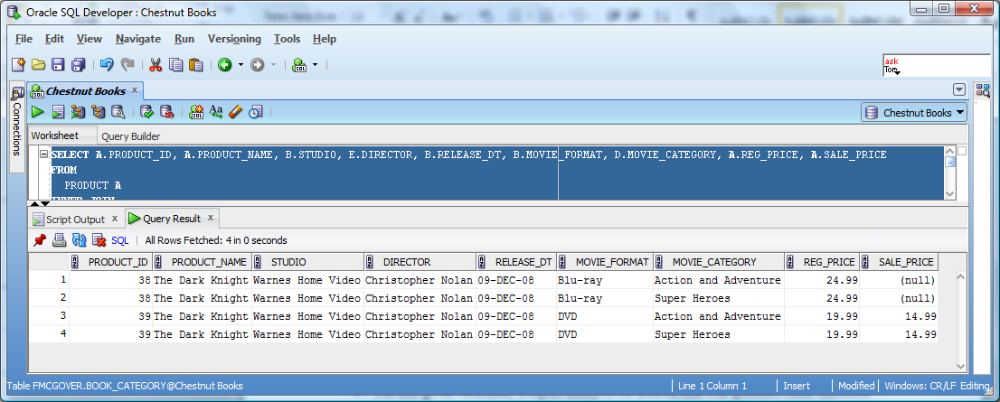 Oracle SQL Developer : Chestnut Books
File Edit View Navigate Run Versioning Tools Help
ask
Tom
Chestnut Books
Connections
Chestnut Books
Worksheet Query Builder
SELECT A.PRODUCT_ID, A.PRODUCT_NAME, B.STUDIO, E.DIRECTOR, B.RELEASE_DT, B.MOVIE_FORMAT, D.MOVIE_CATEGORY, A.REG_PRICE, A.SALE_PRICE
FROM
PRODUCT A
INNER JOIN
Script Output Query Result
SQL All Rows Fetched: 4 in 0 seconds
PRODUCT_ID PRODUCT_NAME STUDIO DIRECTOR RELEASE_DT MOVIE_FORMAT MOVIE_CATEGORY REG_PRICE SALE_PRICE
1 38 The Dark Knight Warnes Home Video Christopher Nolan 09-DEC-08 Blu-ray Action and Adventure 24.99 (null)
2 38 The Dark Knight Warnes Home Video Christopher Nolan 09-DEC-08 Blu-ray Super Heroes 24.99 (null)
3 39 The Dark Knight Warnes Home Video Christopher Nolan 09-DEC-08 DVD Action and Adventure 19.99 14.99
4 39 The Dark Knight Warnes Home Video Christopher Nolan 09-DEC-08 DVD Super Heroes 19.99 14.99
Table FMCGOVER.BOOK_CATEGORY@Chestnut Books Line 1 Column 1 Insert Modified Windows: CR/LF Editing